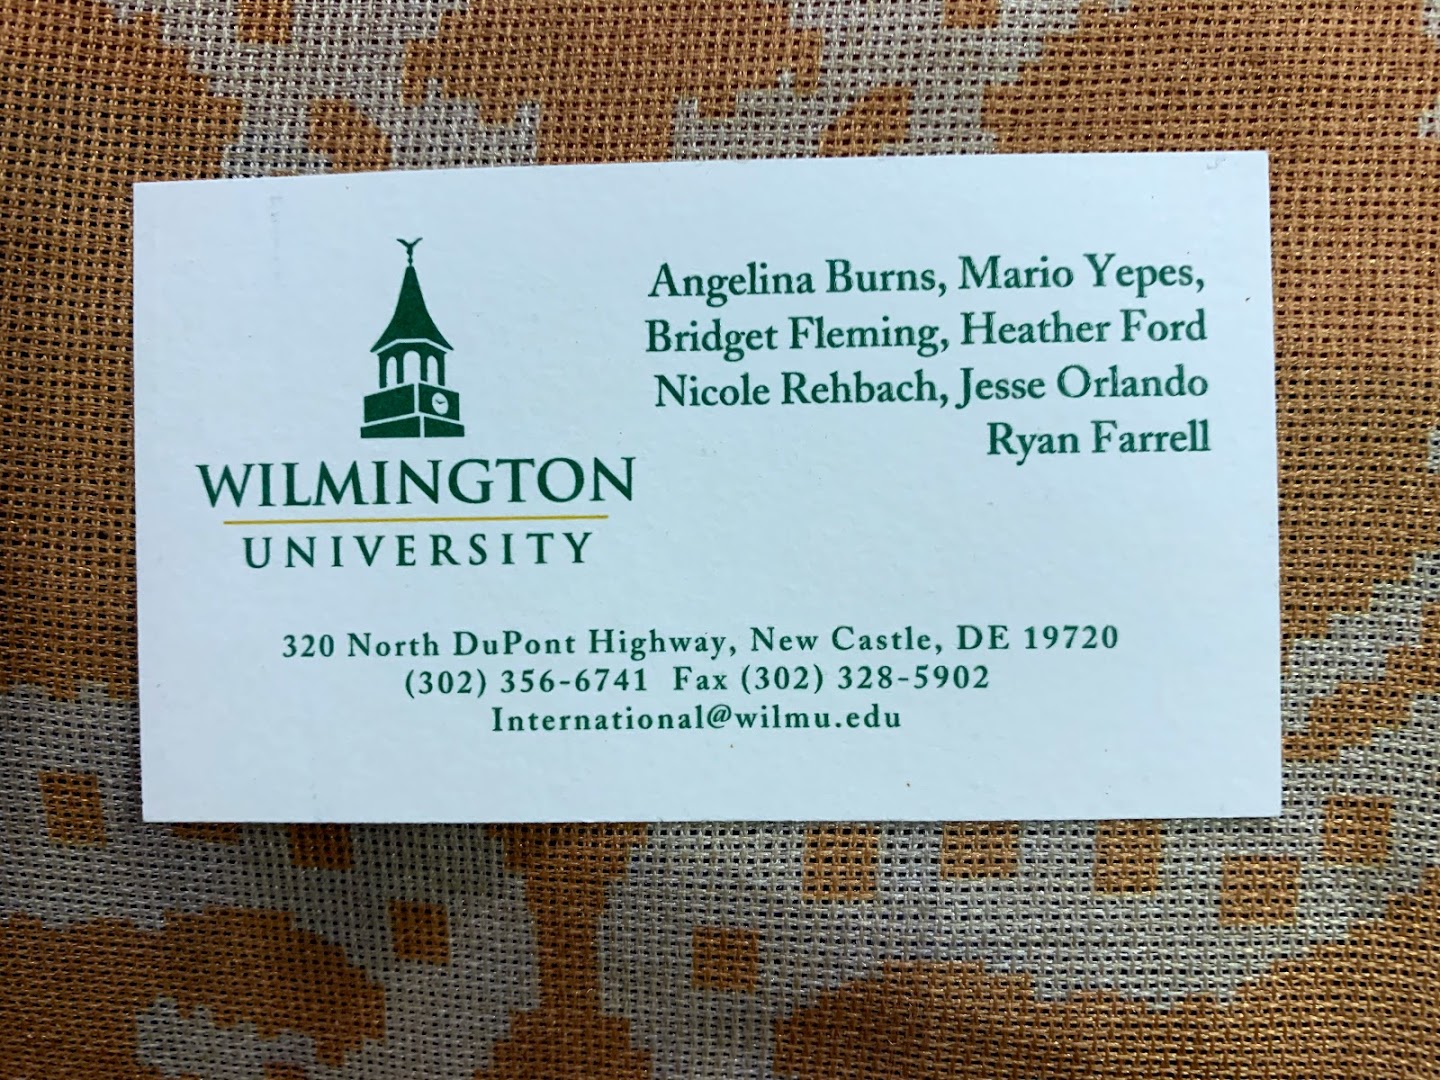 WILMINGTON
UNIVERSITY
Angelina Burns, Mario Yepes,
Bridget Fleming, Heather Ford
Nicole Rehbach, Jesse Orlando
Ryan Farrell
320 North DuPont Highway, New Castle, DE 19720
(302) 356-6741 Fax (302) 328-5902
International@wilmu.edu